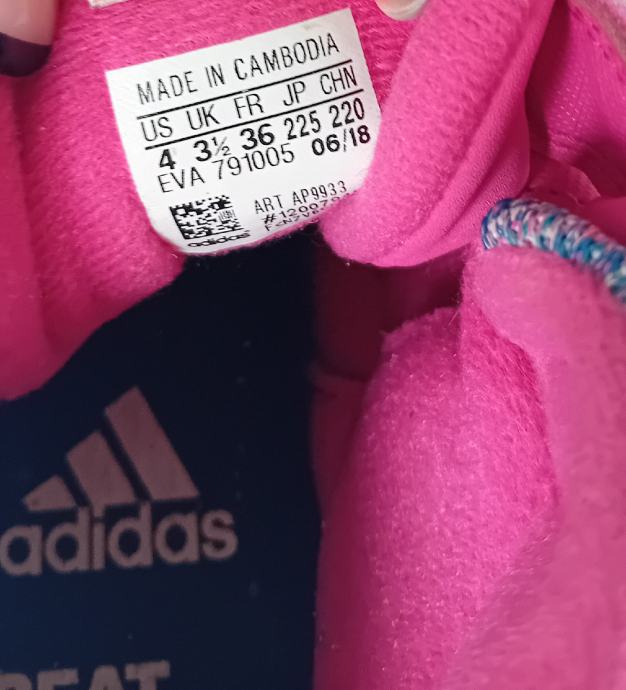 MADE IN CAMBODIA
US UK FR JP CHN
4 3½ 36 225 220
EVA 791005 06/18
ART AP9933
adidas
adidas